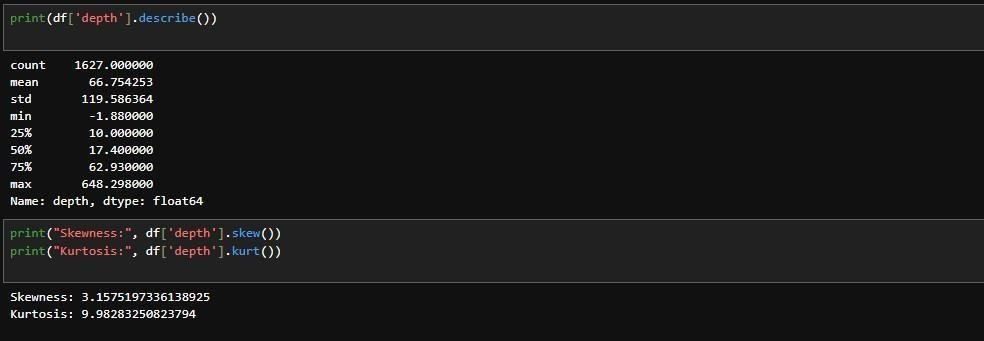 print(df['depth'].describe())
count    1627.000000
mean       66.754253
std       119.586364
min        -1.880000
25%        10.000000
50%        17.400000
75%        62.930000
max       648.298000
Name: depth, dtype: float64
print("Skewness:", df['depth'].skew())
print("Kurtosis:", df['depth'].kurt())
Skewness: 3.1575197336138925
Kurtosis: 9.98283250823794